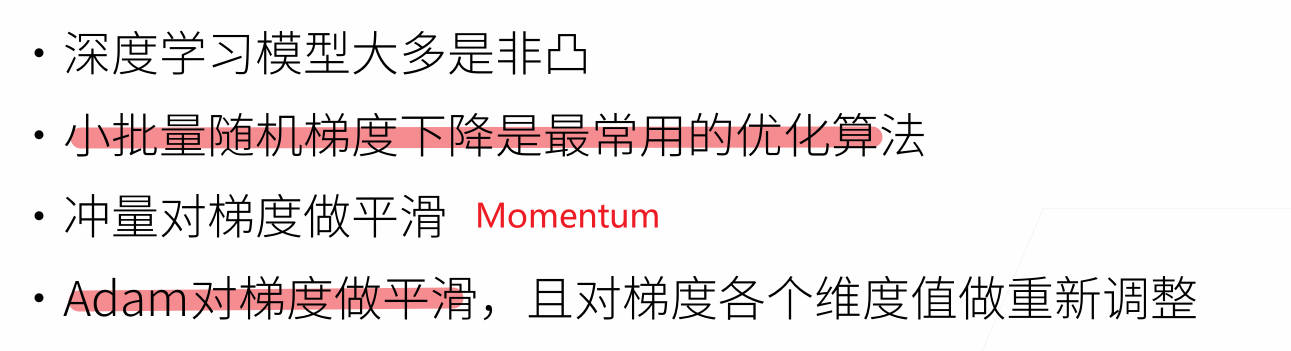 • 深度学习模型大多是非凸
• 小批量随机梯度下降是最常用的优化算法
• 冲量对梯度做平滑 Momentum
• Adam对梯度做平滑，且对梯度各个维度值做重新调整